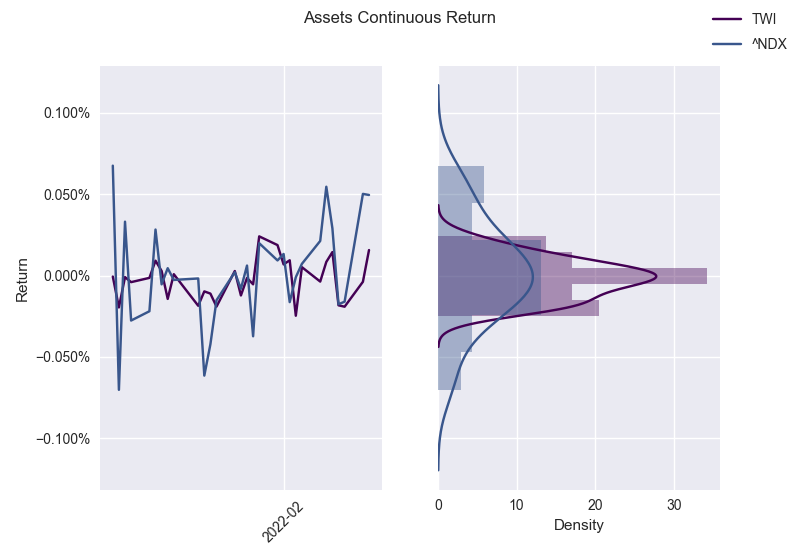 Assets Continuous Return
TWI
^NDX
Return
0.100%
0.050%
0.000%
−0.050%
−0.100%
2022-02
0 10 20 30
Density